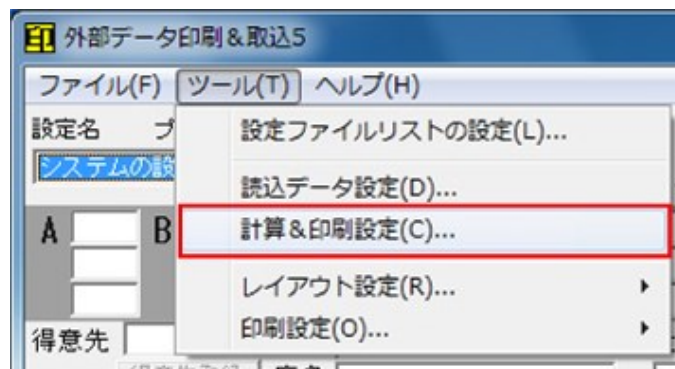 印 外部データ印刷&取込5
ファイル(F) ツール(T) ヘルプ(H)
設定名 プ
システムの設
設定ファイルリストの設定(L)...
読込データ設定(D)...
計算&印刷設定(C)...
レイアウト設定(R)...
印刷設定(O)...
A B
得意先